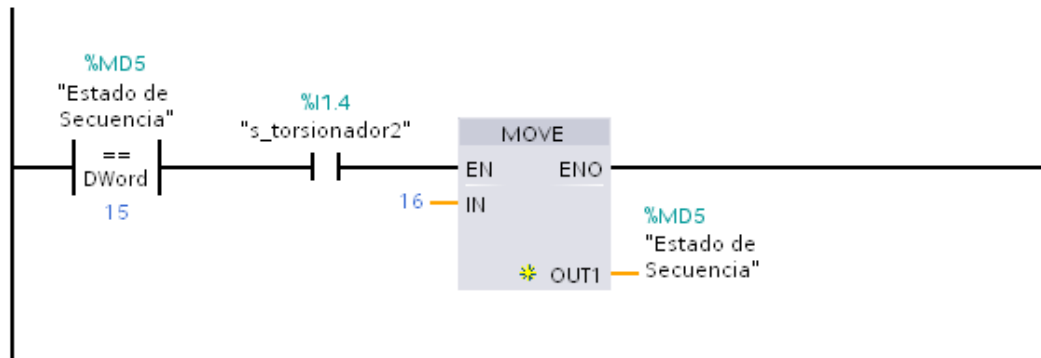 %MD5
"Estado de
Secuencia"
==
DWord
15
%I1.4
"s_torsionador2"
MOVE
EN ENO
16 IN
OUT1
%MD5
"Estado de
Secuencia"